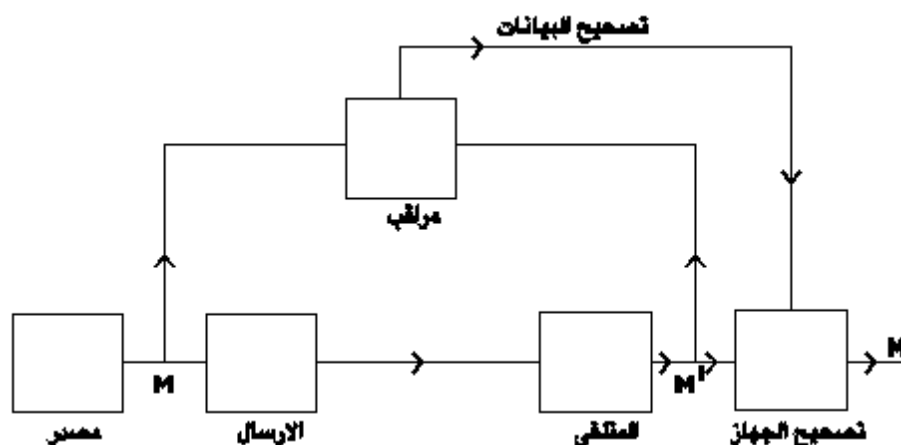 تصحيح البيانات
مراقب
M
M'
M
مصدر
الارسال
المتلقي
تصحيح الجهاز